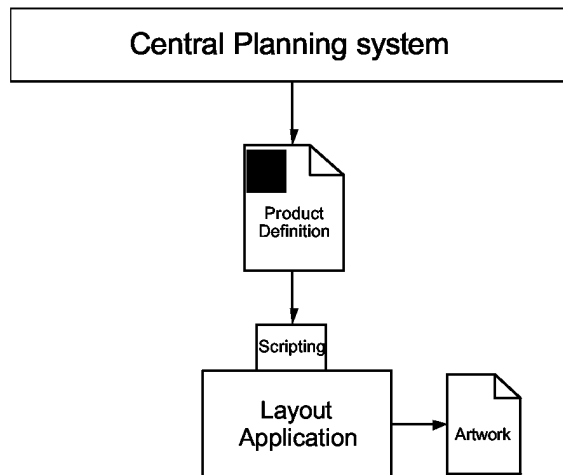 Central Planning system
Product
Definition
Scripting
Layout
Application
Artwork